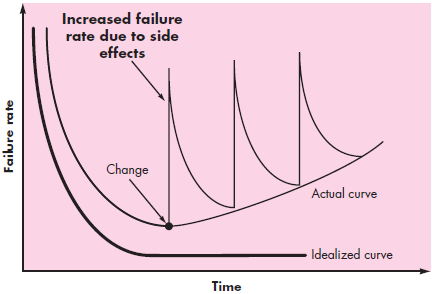 Increased failure
rate due to side
effects
Failure rate
Change
Actual curve
Idealized curve
Time